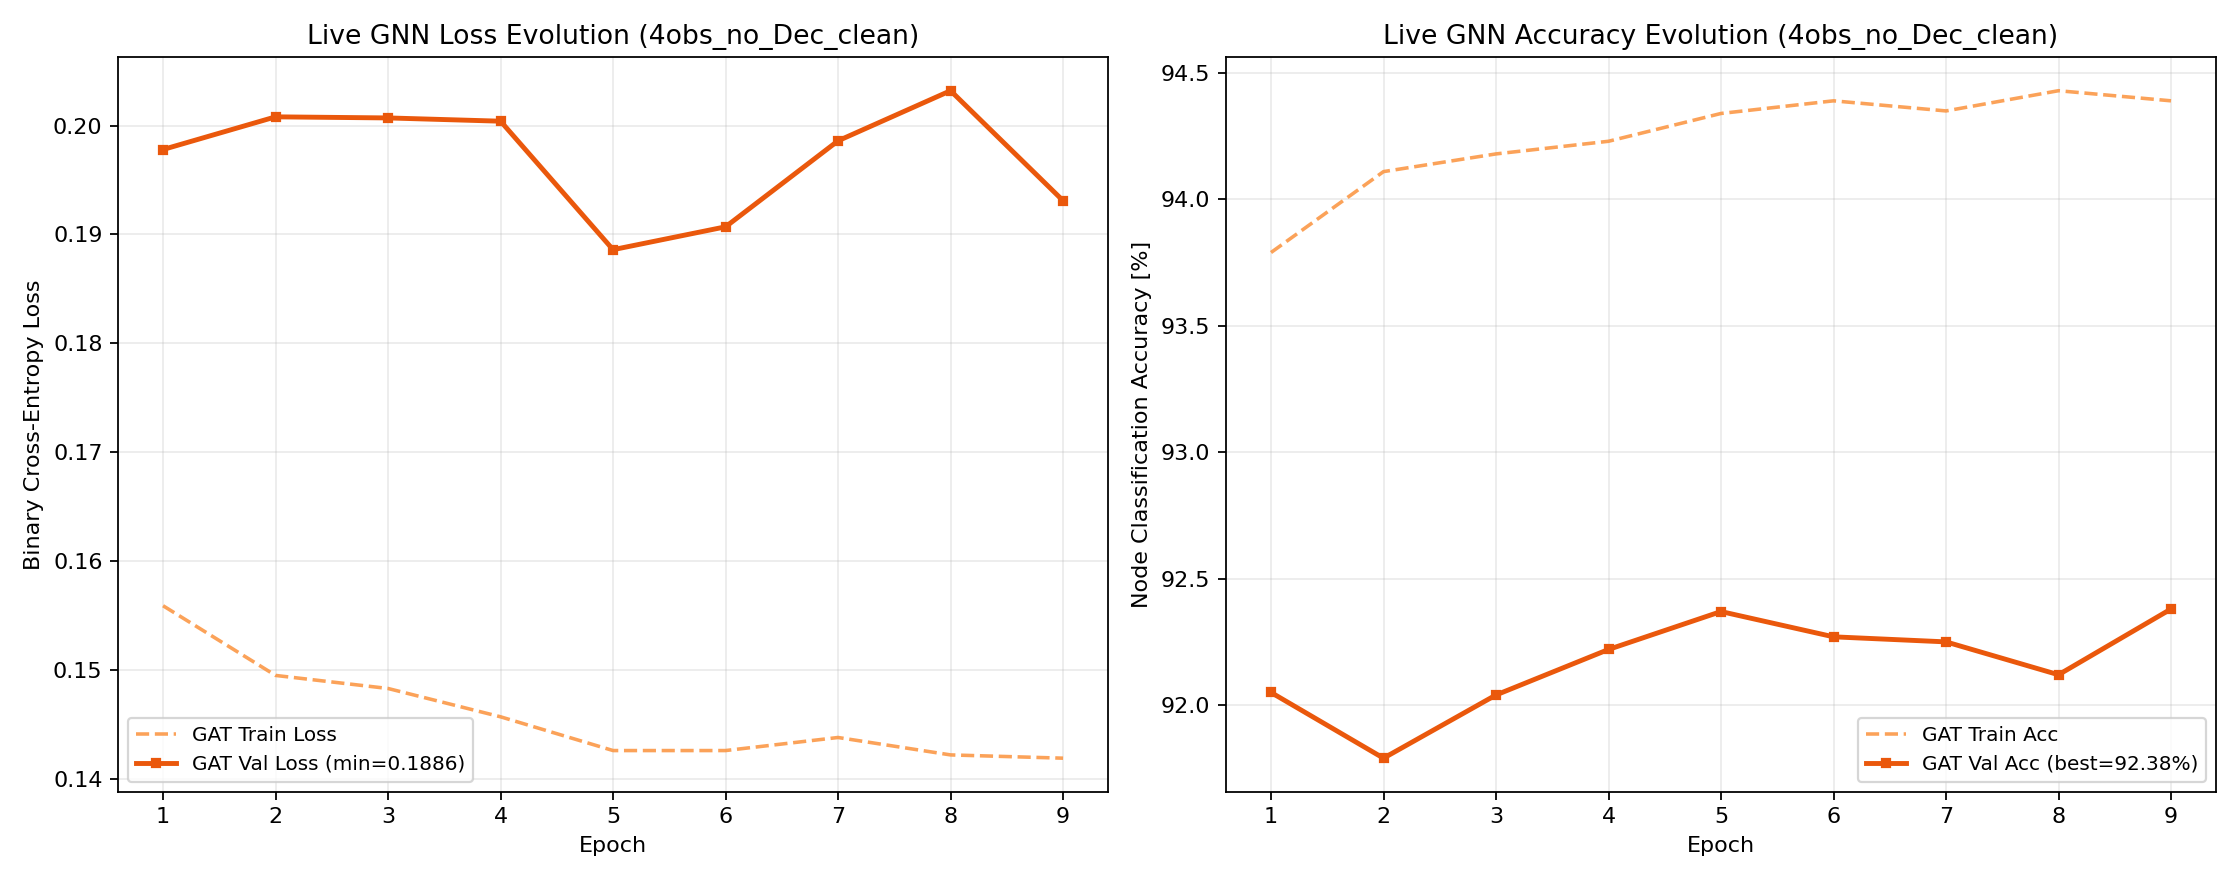 Live GNN Loss Evolution (4obs_no_Dec_clean)
Binary Cross-Entropy Loss
0.20
0.19
0.18
0.17
0.16
0.15
0.14
GAT Train Loss
GAT Val Loss (min=0.1886)
1 2 3 4 5 6 7 8 9
Epoch
Live GNN Accuracy Evolution (4obs_no_Dec_clean)
Node Classification Accuracy [%]
94.5
94.0
93.5
93.0
92.5
92.0
GAT Train Acc
GAT Val Acc (best=92.38%)
1 2 3 4 5 6 7 8 9
Epoch